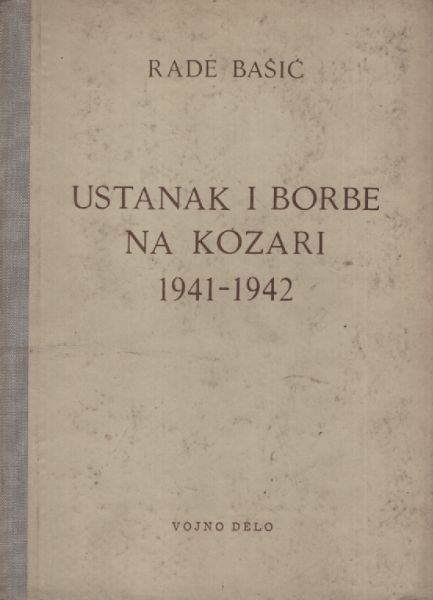 RADE BAŠIĆ
USTANAK I BORBE
NA KOZARI
1941-1942
VOJNO DELO